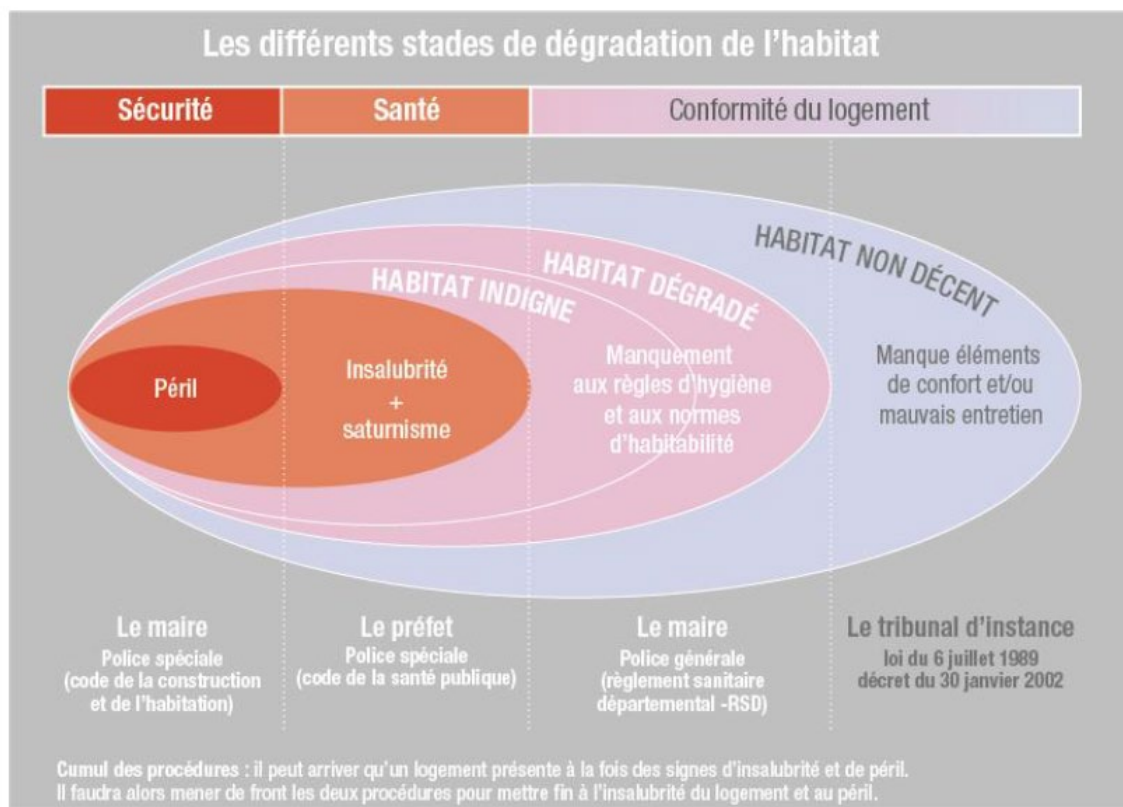 Les différents stades de dégradation de l'habitat
Sécurité
Santé
Conformité du logement
HABITAT INDIGNE
HABITAT DÉGRADÉ
HABITAT NON DÉCENT
Péril
Insalubrité
+
saturnisme
Manquement
aux règles d'hygiène
et aux normes
d'habitabilité
Manque éléments
de confort et/ou
mauvais entretien
Le maire
Police spéciale
(code de la construction
et de l'habitation)
Le préfet
Police spéciale
(code de la santé publique)
Le maire
Police générale
(règlement sanitaire
départemental -RSD)
Le tribunal d'instance
loi du 6 juillet 1989
décret du 30 janvier 2002
Cumul des procédures : il peut arriver qu'un logement présente à la fois des signes d'insalubrité et de péril.
Il faudra alors mener de front les deux procédures pour mettre fin à l'insalubrité du logement et au péril.